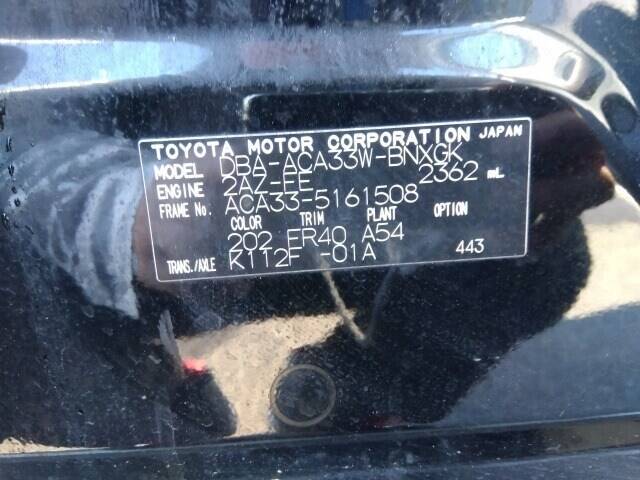 TOYOTA MOTOR CORPORATION JAPAN
MODEL DBA-ACA33W-BNXGK
ENGINE 2AZ-FE 2362 mL
FRAME No. ACA33-5161508
COLOR TRIM PLANT OPTION
202 FR40 A54
TRANS./AXLE K112F -01A 443